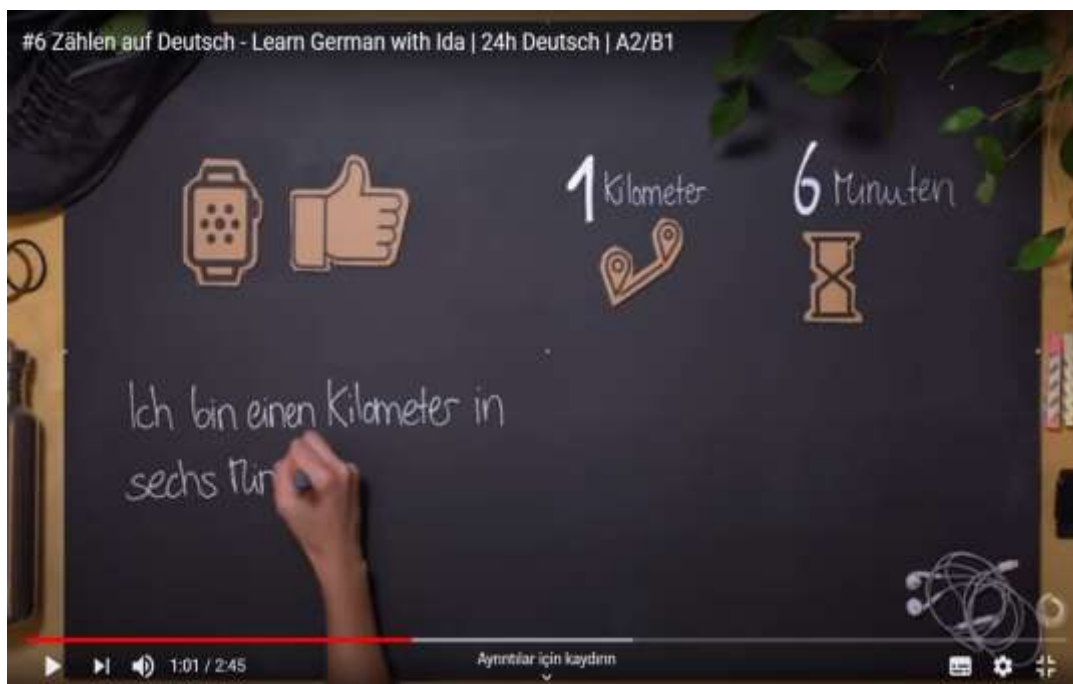 #6 Zählen auf Deutsch - Learn German with Ida | 24h Deutsch | A2/B1
1 Kilometer
6 Minuten
Ich bin einen Kilometer in
sechs Min
1:01 / 2:45
Ayrıntılar için kaydırın